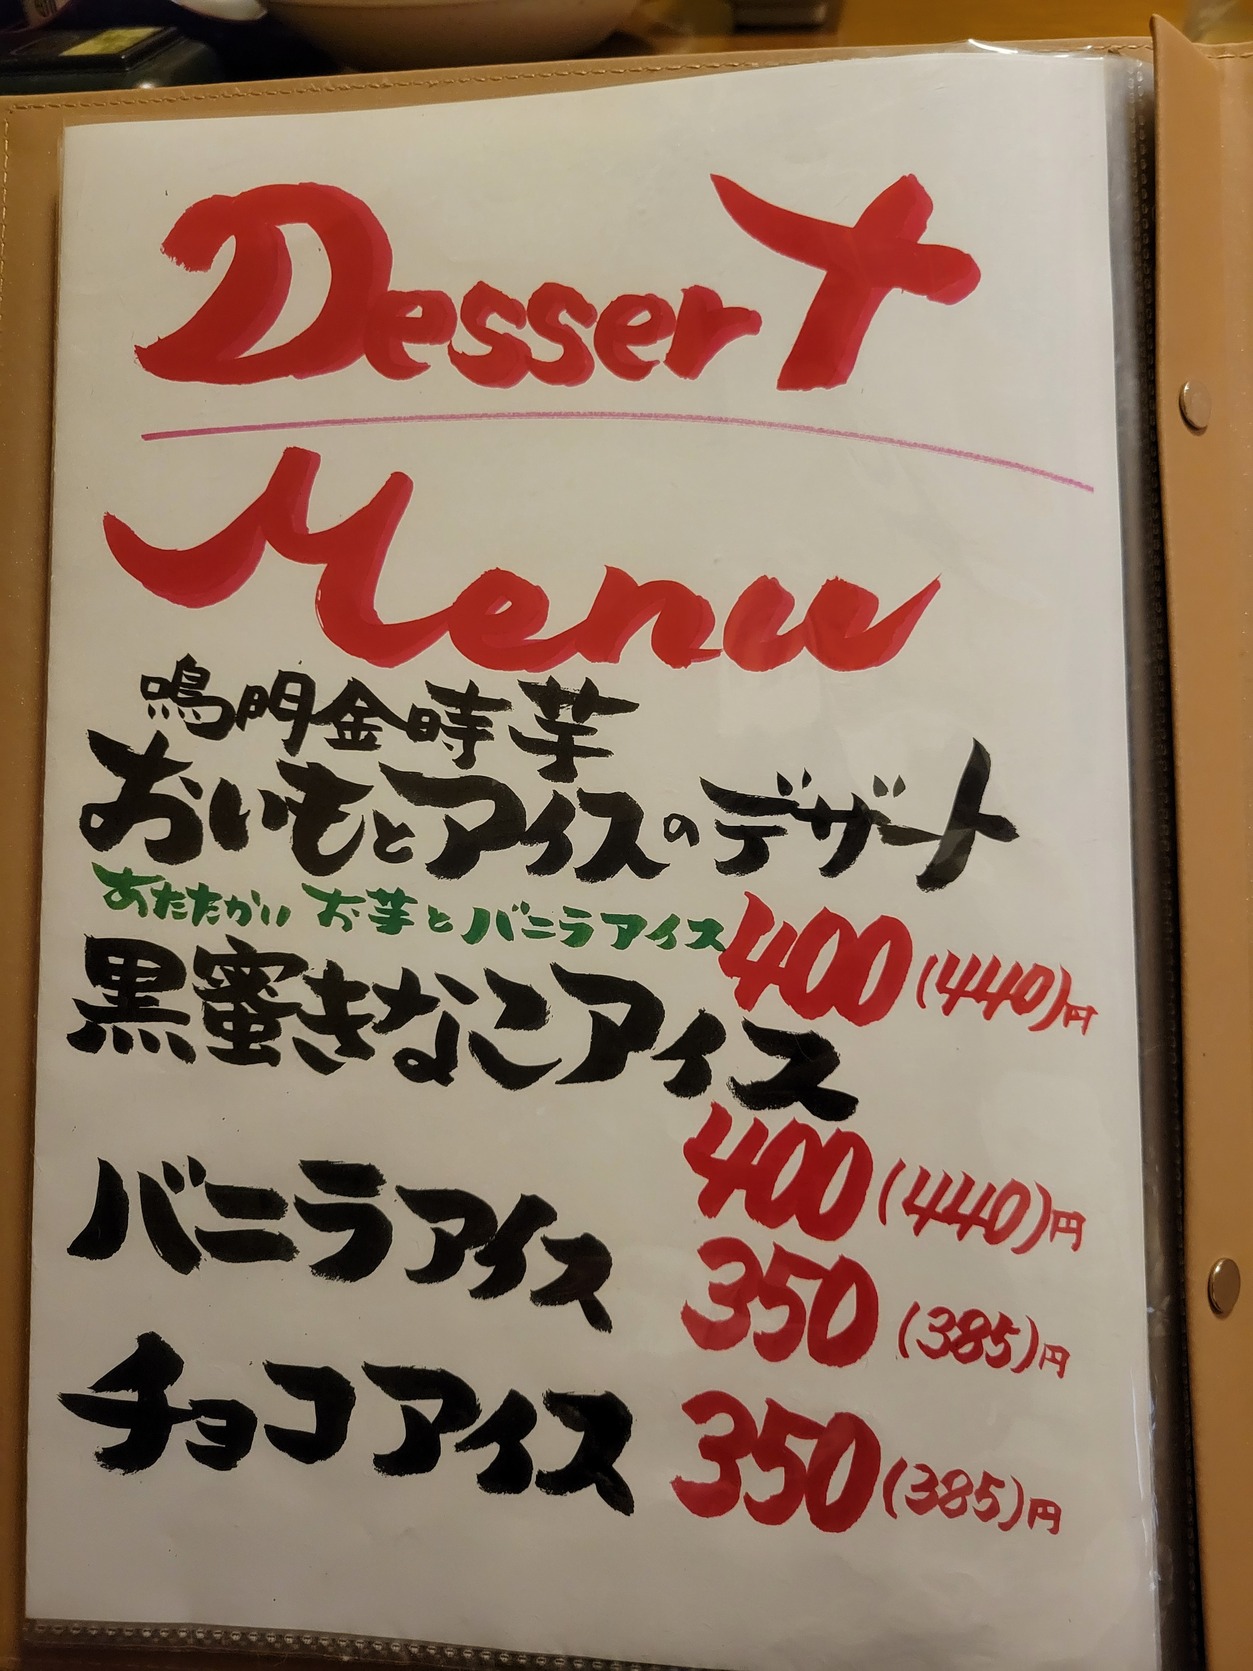 Dessert
Menu
鳴門金時芋
おいもとアイスのデザート
あたたかい お芋とバニラアイス 400 (440)円
黒蜜きなこアイス
400 (440)円
バニラアイス 350 (385)円
チョコアイス 350 (385)円